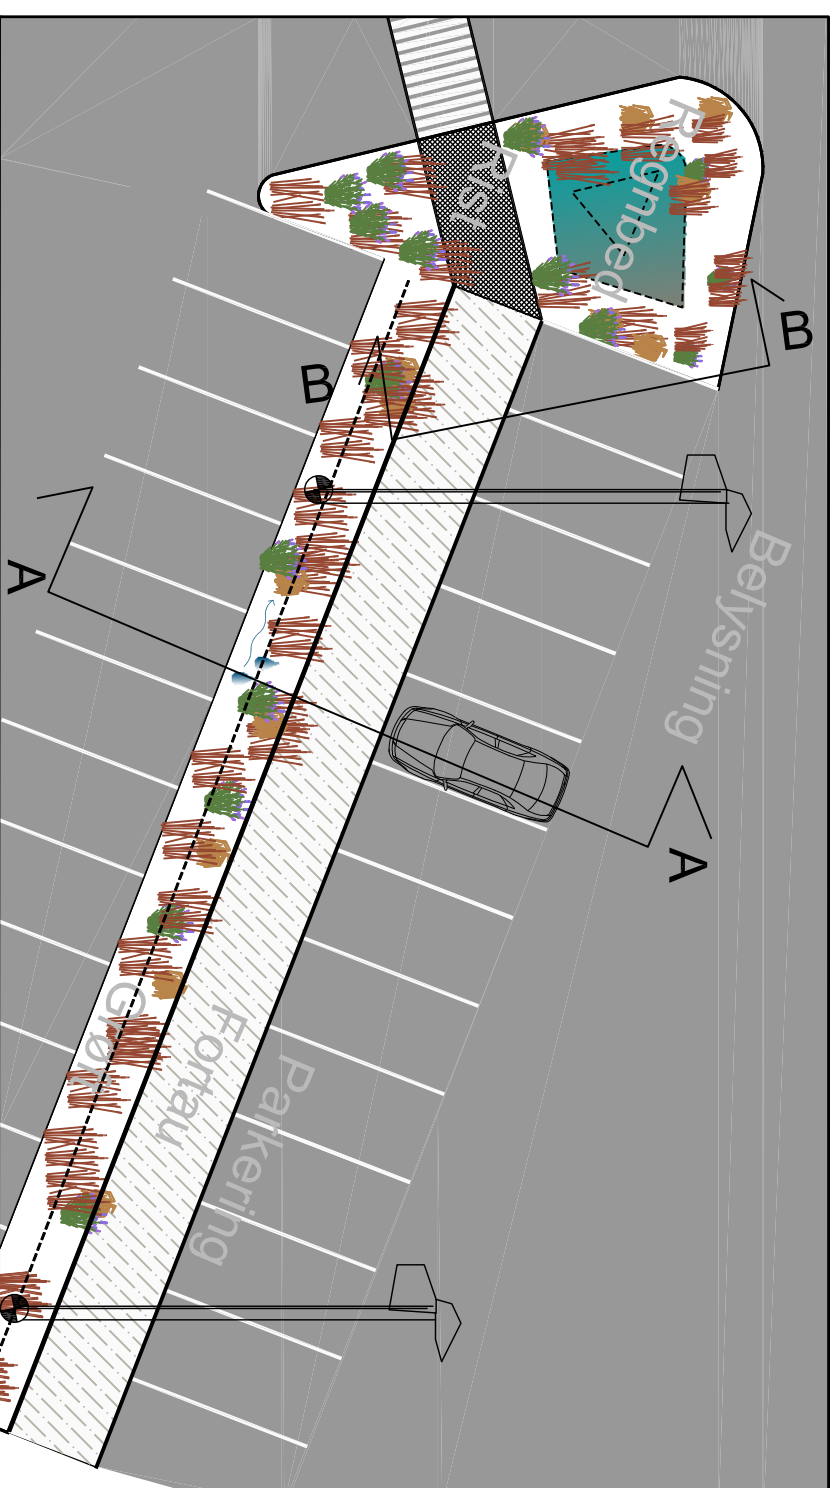 Regnbed
Rist
B
B
Belysning
A
A
Grøft
Fortau
Parkering